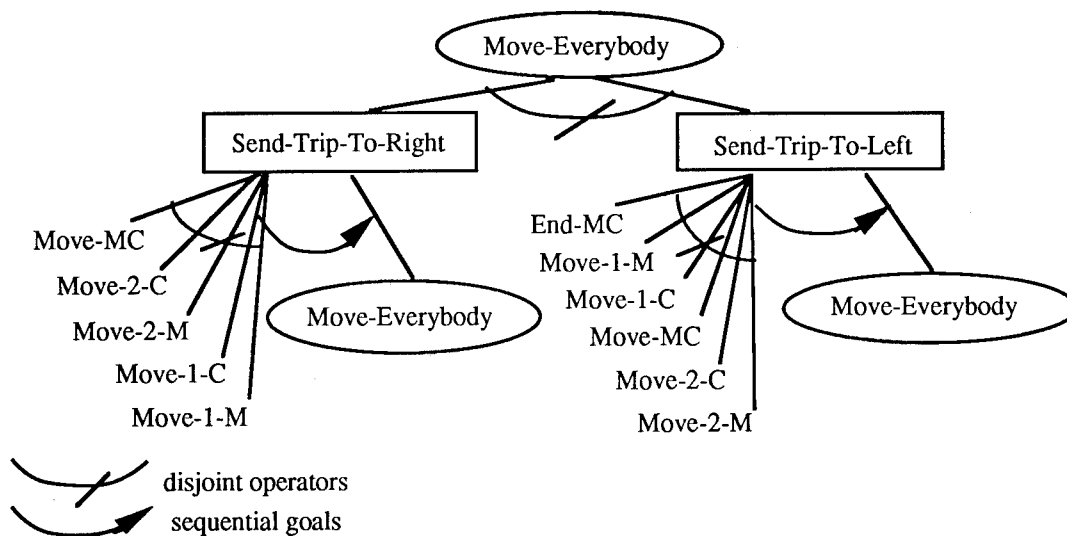 Move-Everybody
Send-Trip-To-Right
Send-Trip-To-Left
Move-MC
Move-2-C
Move-2-M
Move-1-C
Move-1-M
Move-Everybody
End-MC
Move-1-M
Move-1-C
Move-MC
Move-2-C
Move-2-M
Move-Everybody
disjoint operators
sequential goals